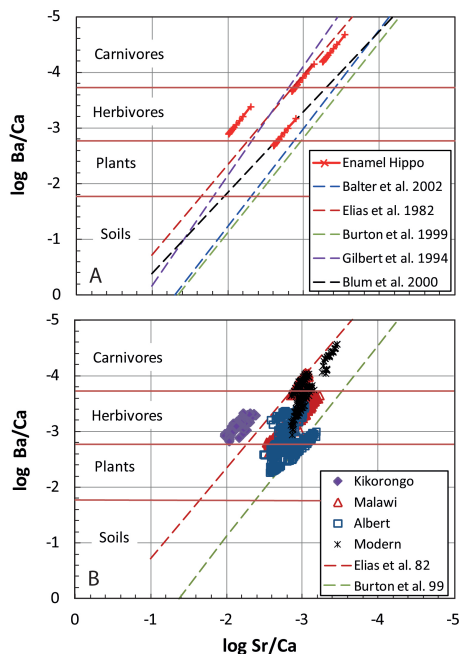 -5
-4
-3
-2
-1
0
log Ba/Ca
Carnivores
Herbivores
Plants
Soils
A
Enamel Hippo
Balter et al. 2002
Elias et al. 1982
Burton et al. 1999
Gilbert et al. 1994
Blum et al. 2000
-5
-4
-3
-2
-1
0
log Ba/Ca
Carnivores
Herbivores
Plants
Soils
B
Kikorongo
Malawi
Albert
Modern
Elias et al. 82
Burton et al. 99
0 -1 -2 -3 -4 -5
log Sr/Ca